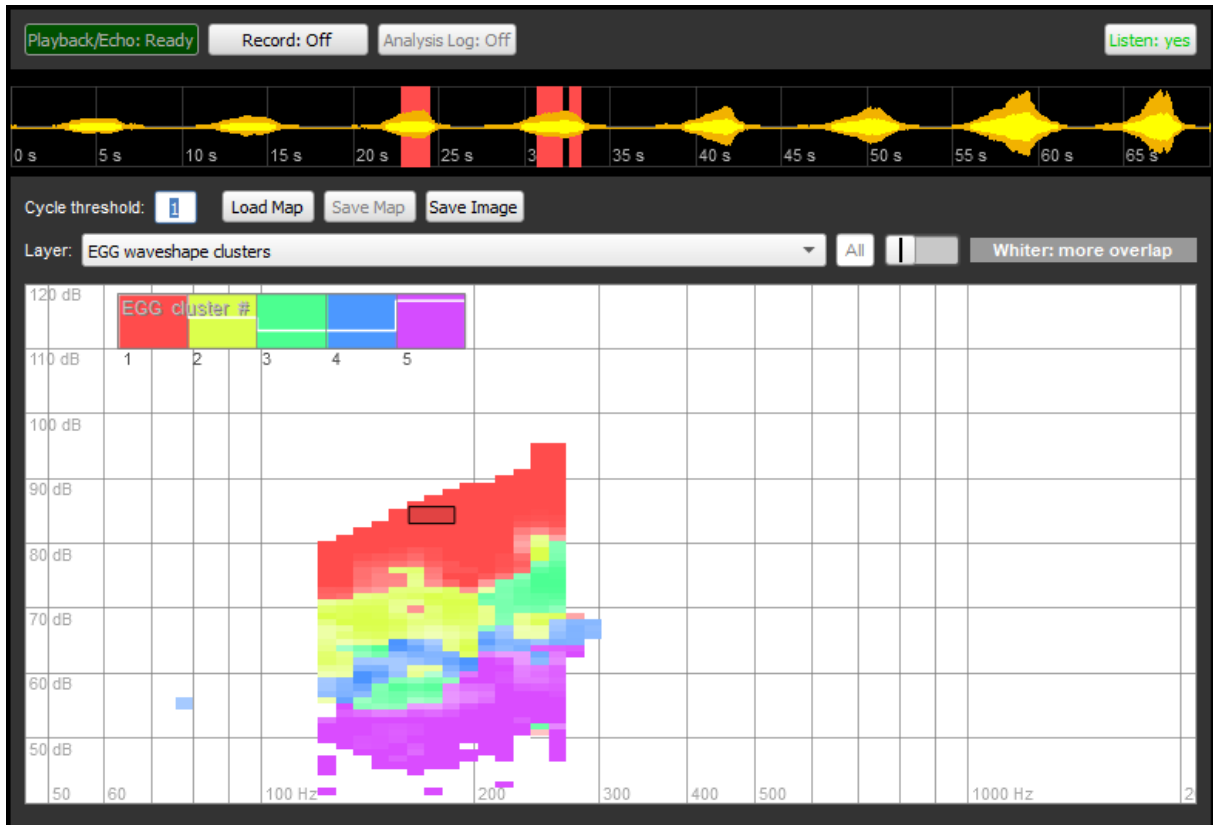 Playback/Echo: Ready Record: Off Analysis Log: Off Listen: yes
0 s 5 s 10 s 15 s 20 s 25 s 3 35 s 40 s 45 s 50 s 55 s 60 s 65 s
Cycle threshold: 1 Load Map Save Map Save Image
Layer: EGG waveshape clusters All Whiter: more overlap
120 dB
EGG cluster #
110 dB 1 2 3 4 5
100 dB
90 dB
80 dB
70 dB
60 dB
50 dB
50 60 100 Hz 200 300 400 500 1000 Hz 2